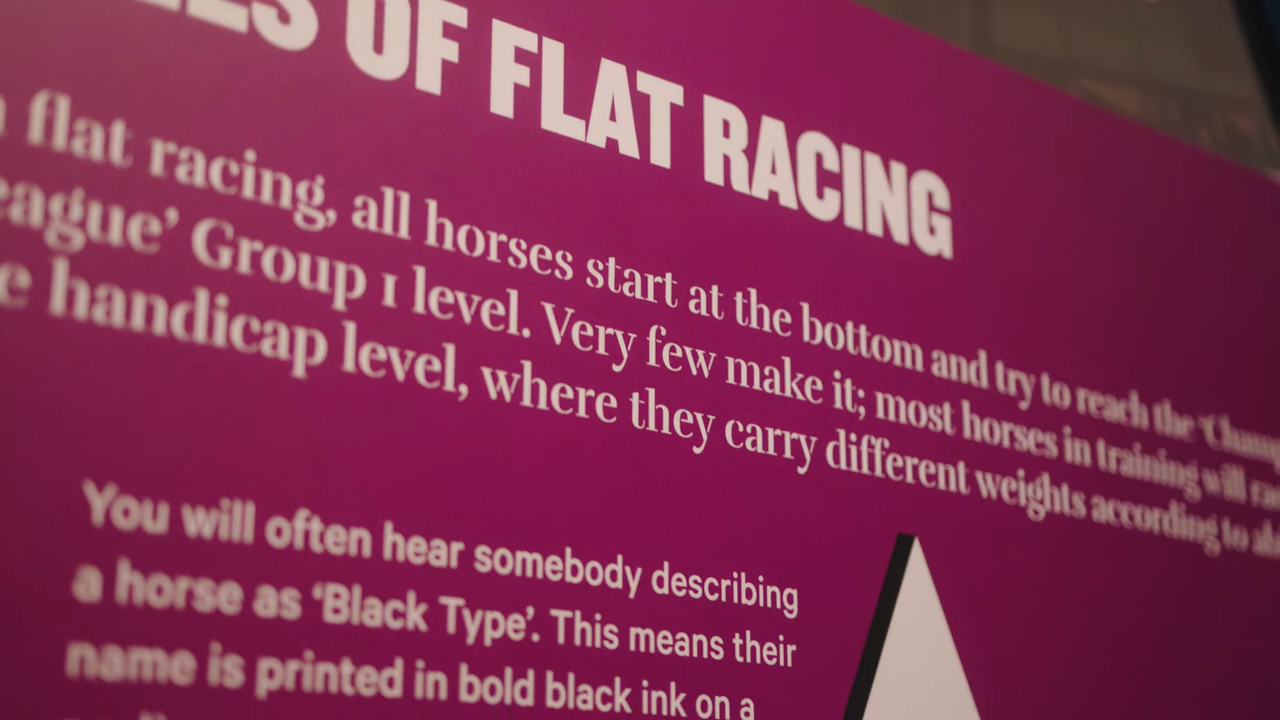 OF FLAT RACING
flat racing, all horses start at the bottom and try to reach the
Group 1 level. Very few make it; most horses in training will
handicap level, where they carry different weights according to
You will often hear somebody describing
a horse as ‘Black Type’. This means their
name is printed in bold black ink on a